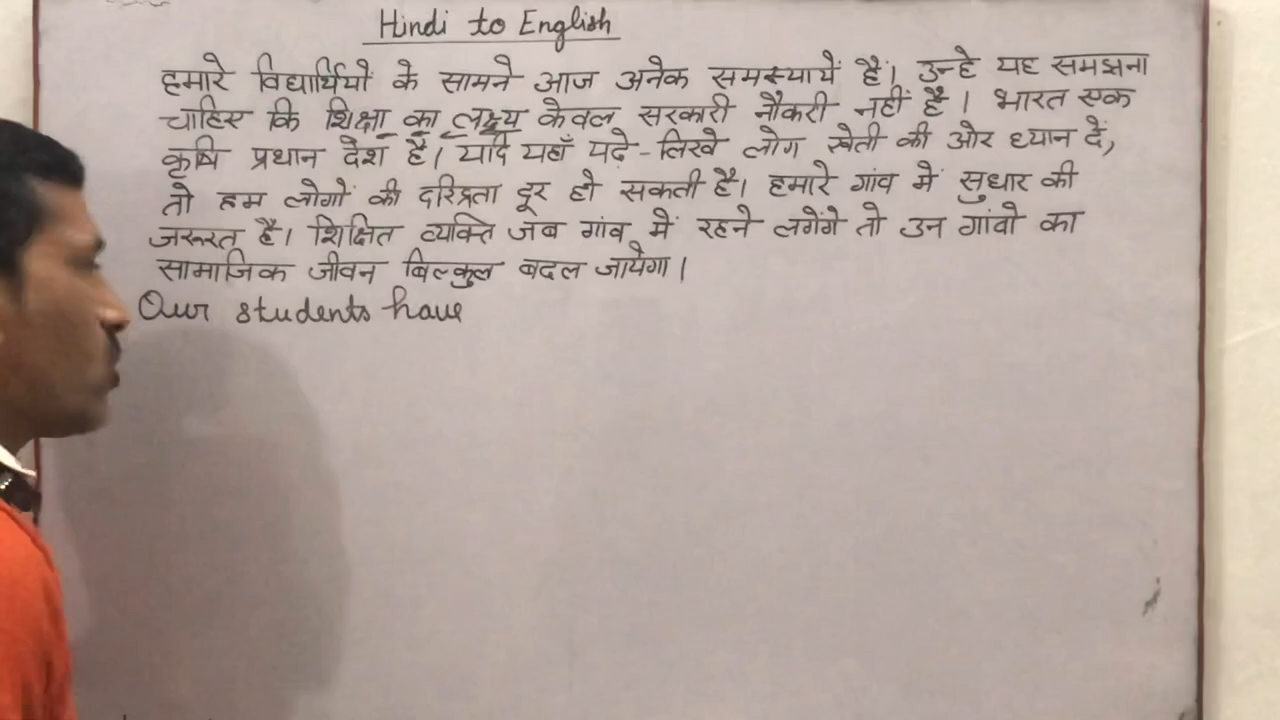 Hindi to English
हमारे विद्यार्थियों के सामने आज अनेक समस्यायें हैं। उन्हे यह समझना
चाहिए कि शिक्षा का लक्ष्य केवल सरकारी नौकरी नहीं है। भारत एक
कृषि प्रधान देश है। यदि यहाँ पढ़े-लिखे लोग खेती की ओर ध्यान दें,
तो हम लोगों की दरिद्रता दूर हो सकती है। हमारे गांव में सुधार की
जरूरत है। शिक्षित व्यक्ति जब गांव में रहने लगेंगे तो उन गांवो का
सामाजिक जीवन बिल्कुल बदल जायेगा।
Our students have